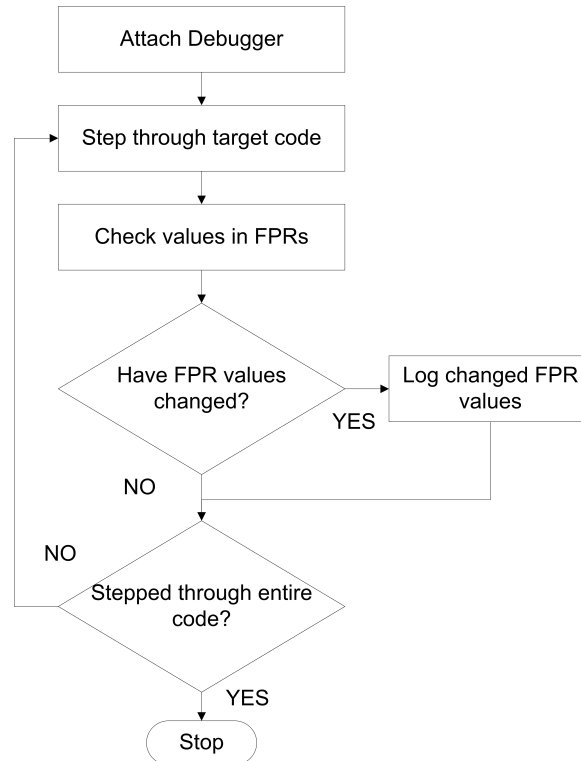 Attach Debugger
Step through target code
Check values in FPRs
Have FPR values
changed?
YES
Log changed FPR
values
NO
NO
Stepped through entire
code?
YES
Stop